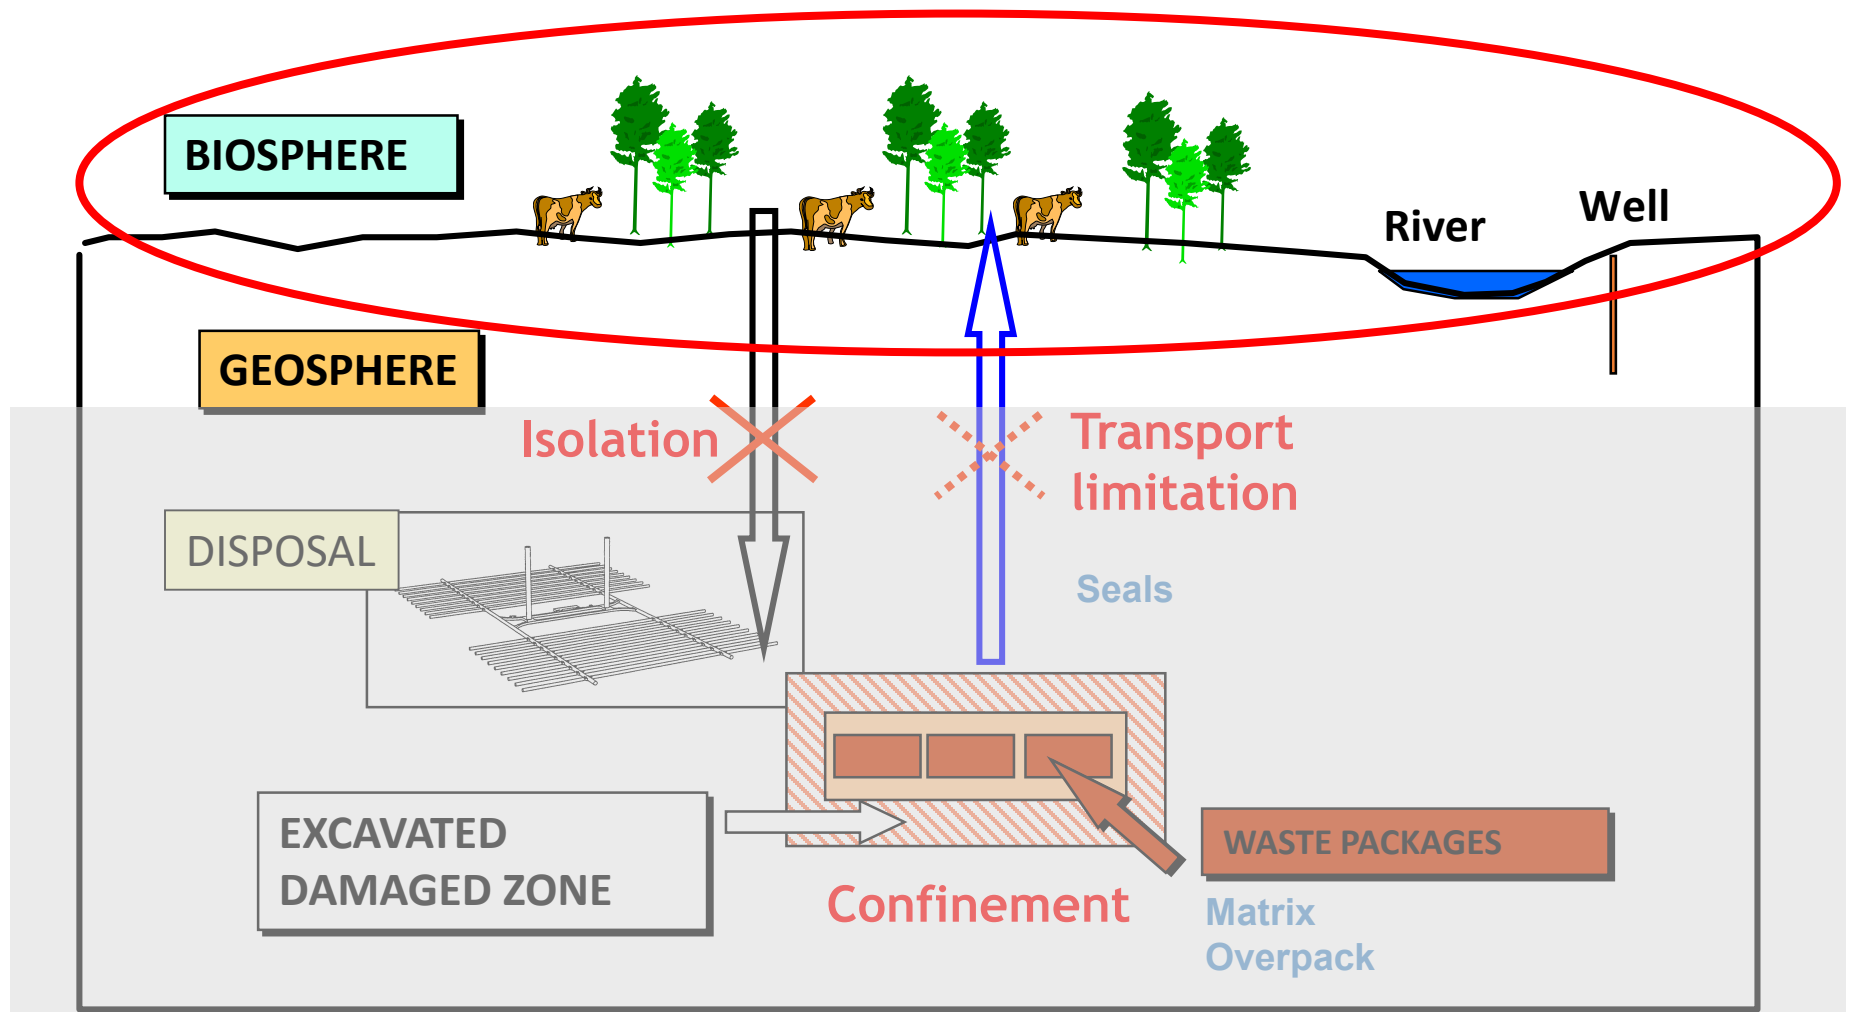 BIOSPHERE
River
Well
GEOSPHERE
Isolation
Transport
limitation
DISPOSAL
Seals
EXCAVATED
DAMAGED ZONE
WASTE PACKAGES
Confinement
Matrix
Overpack